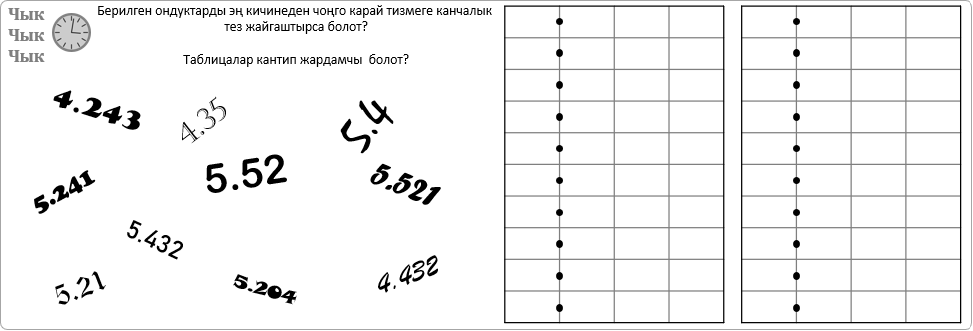 Чык
Чык
Чык
Берилген ондуктарды эң кичинеден чоңго карай тизмеге канчалык
тез жайгаштырса болот?
Таблицалар кантип жардамчы болот?
4.243
4.35
5.4
5.241
5.52
5.521
5.432
5.21
5.204
4.432